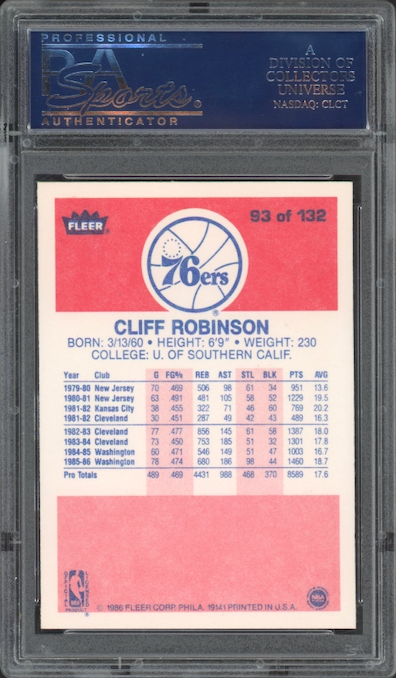 PROFESSIONAL
PSA
Sports
AUTHENTICATOR
A
DIVISION OF
COLLECTORS
UNIVERSE
NASDAQ: CLCT
FLEER
93 of 132
76ers
CLIFF ROBINSON
BORN: 3/13/60 • HEIGHT: 6'9" • WEIGHT: 230
COLLEGE: U. OF SOUTHERN CALIF.
Year Club G FG% REB AST STL BLK PTS AVG
1979-80 New Jersey 70 .469 506 98 61 34 951 13.6
1980-81 New Jersey 63 .491 481 105 52 58 1229 19.5
1981-82 Kansas City 38 .455 322 71 46 60 769 20.2
1981-82 Cleveland 30 .451 287 49 42 43 489 16.3
1982-83 Cleveland 77 .477 856 145 61 58 1387 18.0
1983-84 Cleveland 73 .450 753 185 52 32 1301 17.8
1984-85 Washington 60 .471 546 149 51 47 1003 16.7
1985-86 Washington 78 .474 680 186 98 44 1460 18.7
Pro Totals 489 .469 4431 988 468 370 8589 17.6
NBA
© 1986 FLEER CORP. PHILA. 19141 PRINTED IN U.S.A.